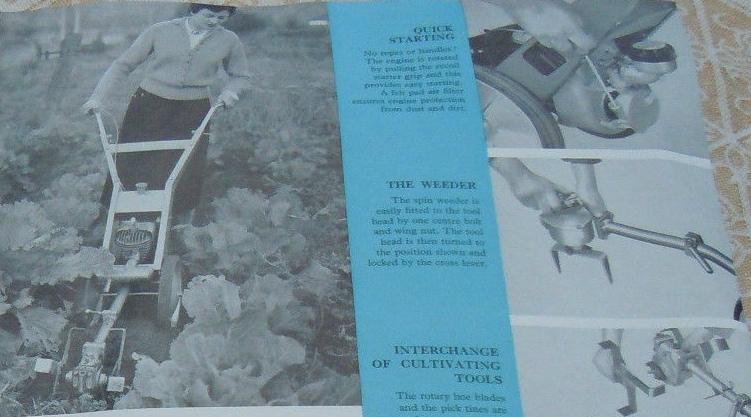 QUICK
STARTING
No ropes or handles!
The engine is rotated
by pulling the recoil
starter grip and this
provides easy starting.
A felt pad air filter
ensures engine protection
from dust and dirt.
THE WEEDER
The spin weeder is
easily fitted to the tool
head by one centre bolt
and wing nut. The tool
head is then turned to
the position shown and
locked by the cross lever.
INTERCHANGE
OF CULTIVATING
TOOLS
The rotary hoe blades
and the pick tines are